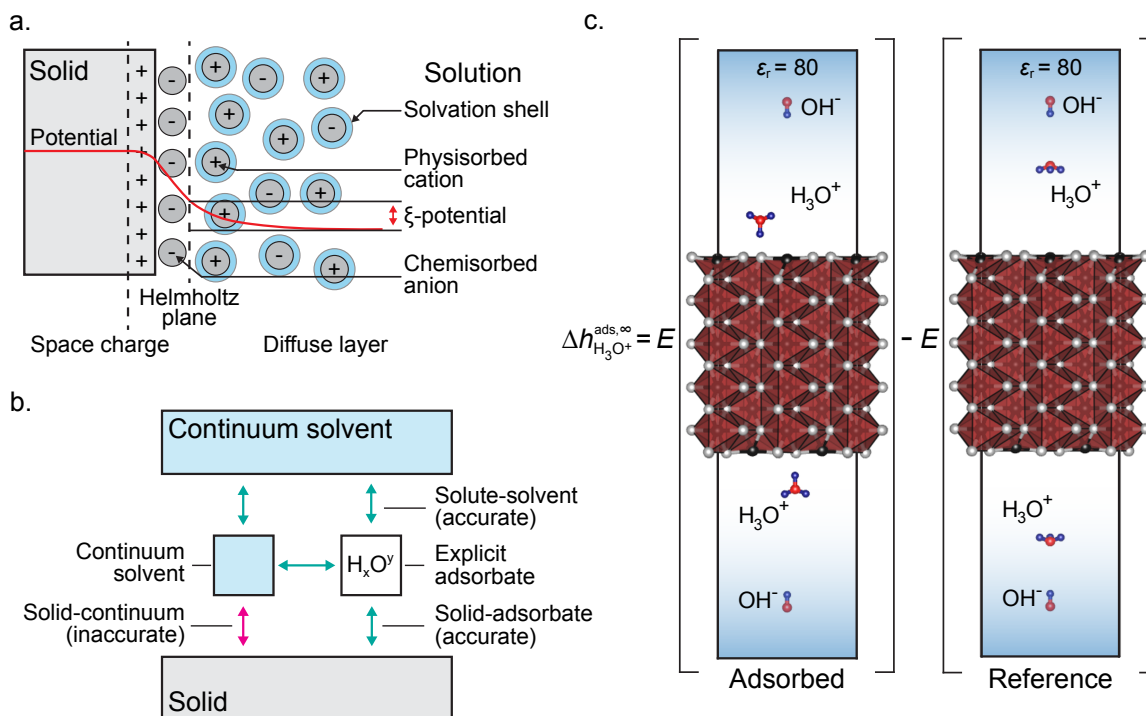 a.
Solid
Potential
+
+
+
+
+
+
+
+
-
-
-
-
-
+
-
+
+
+
-
+
-
+
+
+
-
+
Solution
Solvation shell
Physisorbed
cation
ξ-potential
Chemisorbed
anion
Helmholtz
plane
Space charge
Diffuse layer
b.
Continuum solvent
Solute-solvent
(accurate)
Continuum
solvent
HₓOʸ
Explicit
adsorbate
Solid-continuum
(inaccurate)
Solid-adsorbate
(accurate)
Solid
c.
Δh^{ads,∞}_{H₃O⁺} = E
εᵣ = 80
OH⁻
H₃O⁺
H₃O⁺
OH⁻
Adsorbed
− E
εᵣ = 80
OH⁻
H₃O⁺
H₃O⁺
OH⁻
Reference